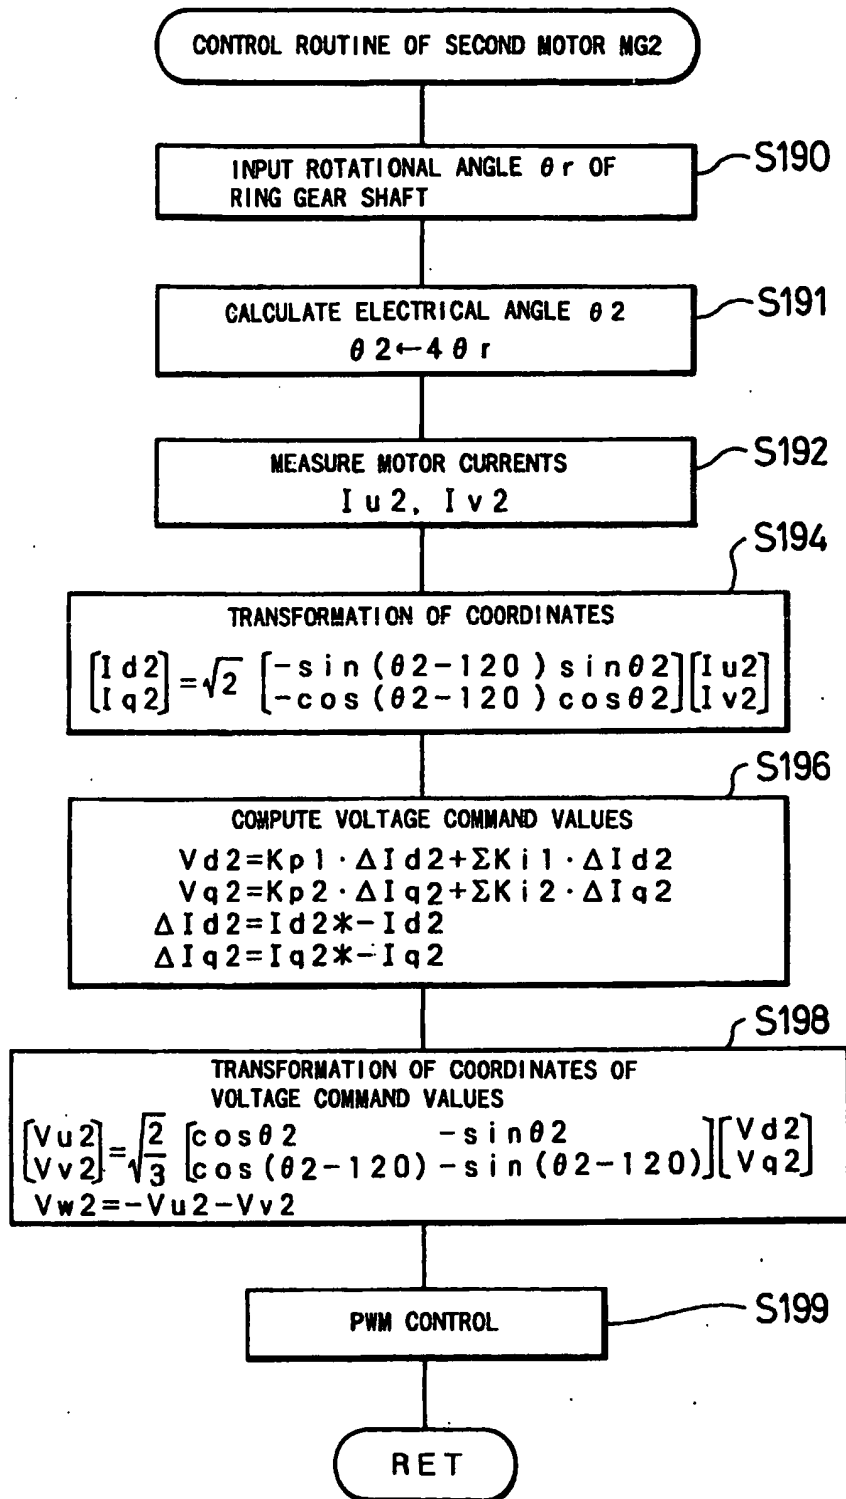 CONTROL ROUTINE OF SECOND MOTOR MG2
INPUT ROTATIONAL ANGLE θr OF
RING GEAR SHAFT
S190
CALCULATE ELECTRICAL ANGLE θ2
θ2←4θr
S191
MEASURE MOTOR CURRENTS
Iu2, Iv2
S192
S194
TRANSFORMATION OF COORDINATES
[Id2] = √2 [-sin(θ2-120) sinθ2] [Iu2]
[Iq2] [-cos(θ2-120) cosθ2] [Iv2]
S196
COMPUTE VOLTAGE COMMAND VALUES
Vd2=Kp1·ΔId2+ΣKi1·ΔId2
Vq2=Kp2·ΔIq2+ΣKi2·ΔIq2
ΔId2=Id2*-Id2
ΔIq2=Iq2*-Iq2
S198
TRANSFORMATION OF COORDINATES OF
VOLTAGE COMMAND VALUES
[Vu2] = √2/3 [cosθ2 -sinθ2] [Vd2]
[Vv2] [cos(θ2-120) -sin(θ2-120)] [Vq2]
Vw2=-Vu2-Vv2
PWM CONTROL
S199
RET